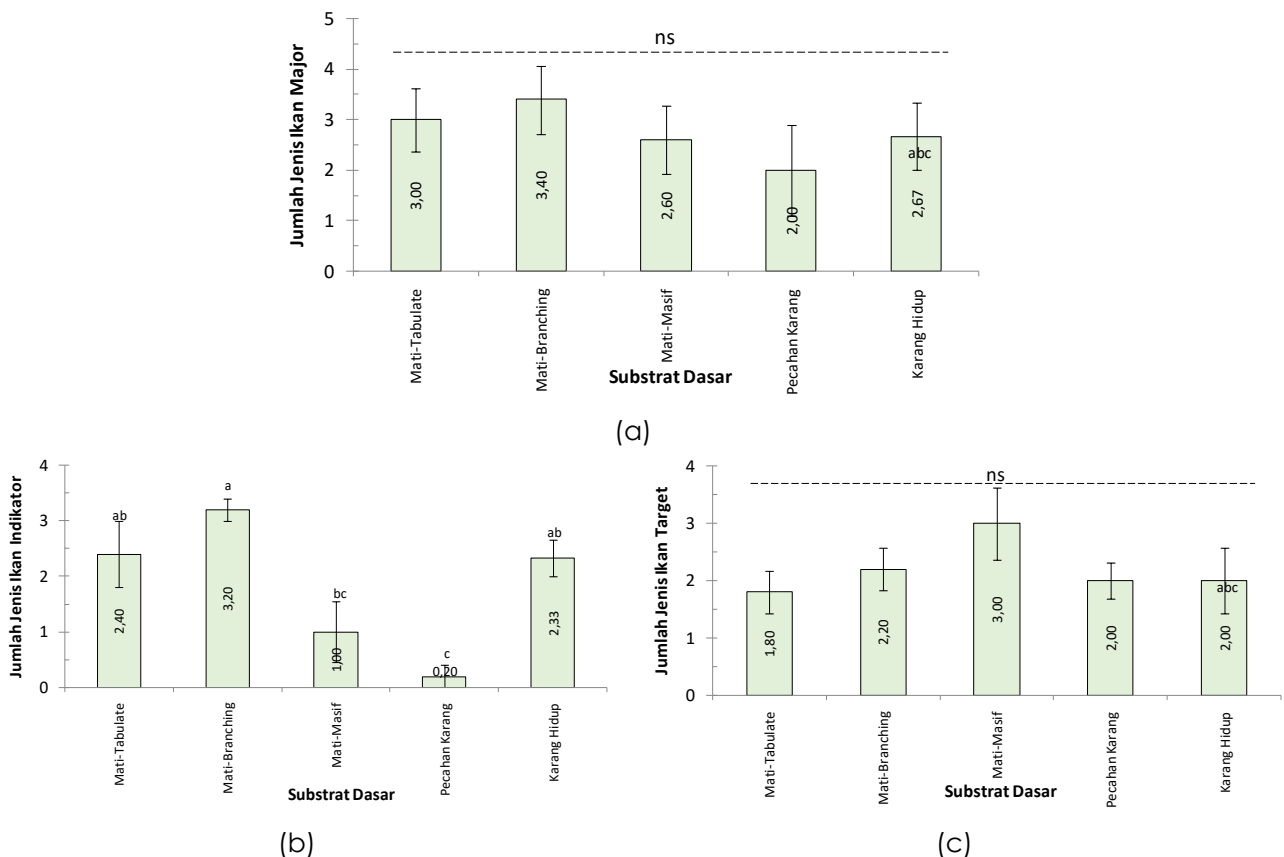 Jumlah Jenis Ikan Major
5
4
3
2
1
0
ns
abc
3,00
3,40
2,60
2,00
2,67
Mati-Tabulate
Mati-Branching
Mati-Masif
Pecahan Karang
Karang Hidup
Substrat Dasar
(a)
Jumlah Jenis Ikan Indikator
4
3
2
1
0
ab
a
bc
c
ab
2,40
3,20
1,00
0,20
2,33
Mati-Tabulate
Mati-Branching
Mati-Masif
Pecahan Karang
Karang Hidup
Substrat Dasar
(b)
Jumlah Jenis Ikan Target
4
3
2
1
0
ns
abc
1,80
2,20
3,00
2,00
2,00
Mati-Tabulate
Mati-Branching
Mati-Masif
Pecahan Karang
Karang Hidup
Substrat Dasar
(c)